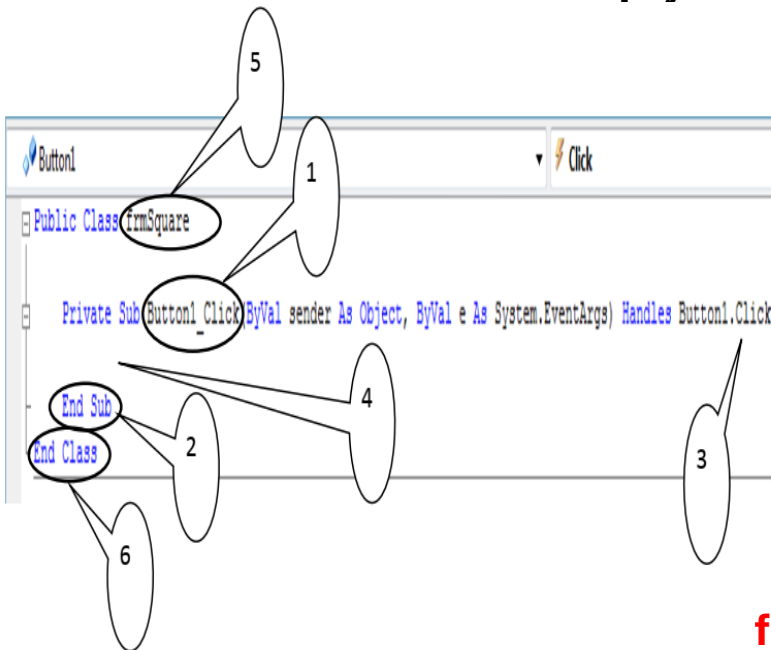 5
1
Button1 Click
Public Class frmSquare
Private Sub Button1_Click(ByVal sender As Object, ByVal e As System.EventArgs) Handles Button1.Click
4
End Sub
2
3
End Class
6
f